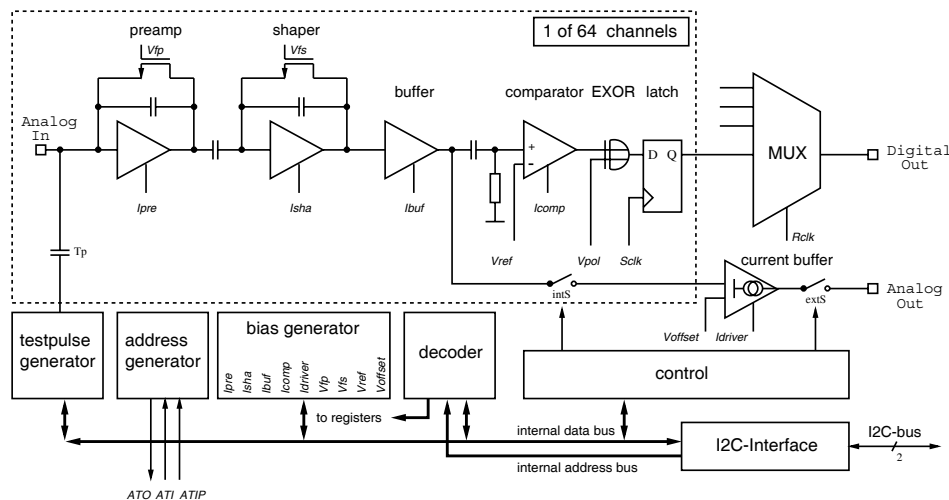 preamp
shaper
1 of 64 channels
Vfp
Vfs
buffer
comparator EXOR latch
Analog
In
+
−
D Q
MUX
Digital
Out
Ipre
Isha
Ibuf
Icomp
Vref
Vpol
Sclk
Rclk
Tp
current buffer
intS
extS
Analog
Out
Voffset
Idriver
testpulse
generator
address
generator
bias generator
Ipre
Isha
Ibuf
Icomp
Idriver
Vfp
Vfs
Vref
Voffset
decoder
control
to registers
internal data bus
internal address bus
I2C-Interface
I2C-bus
2
ATO ATI ATIP